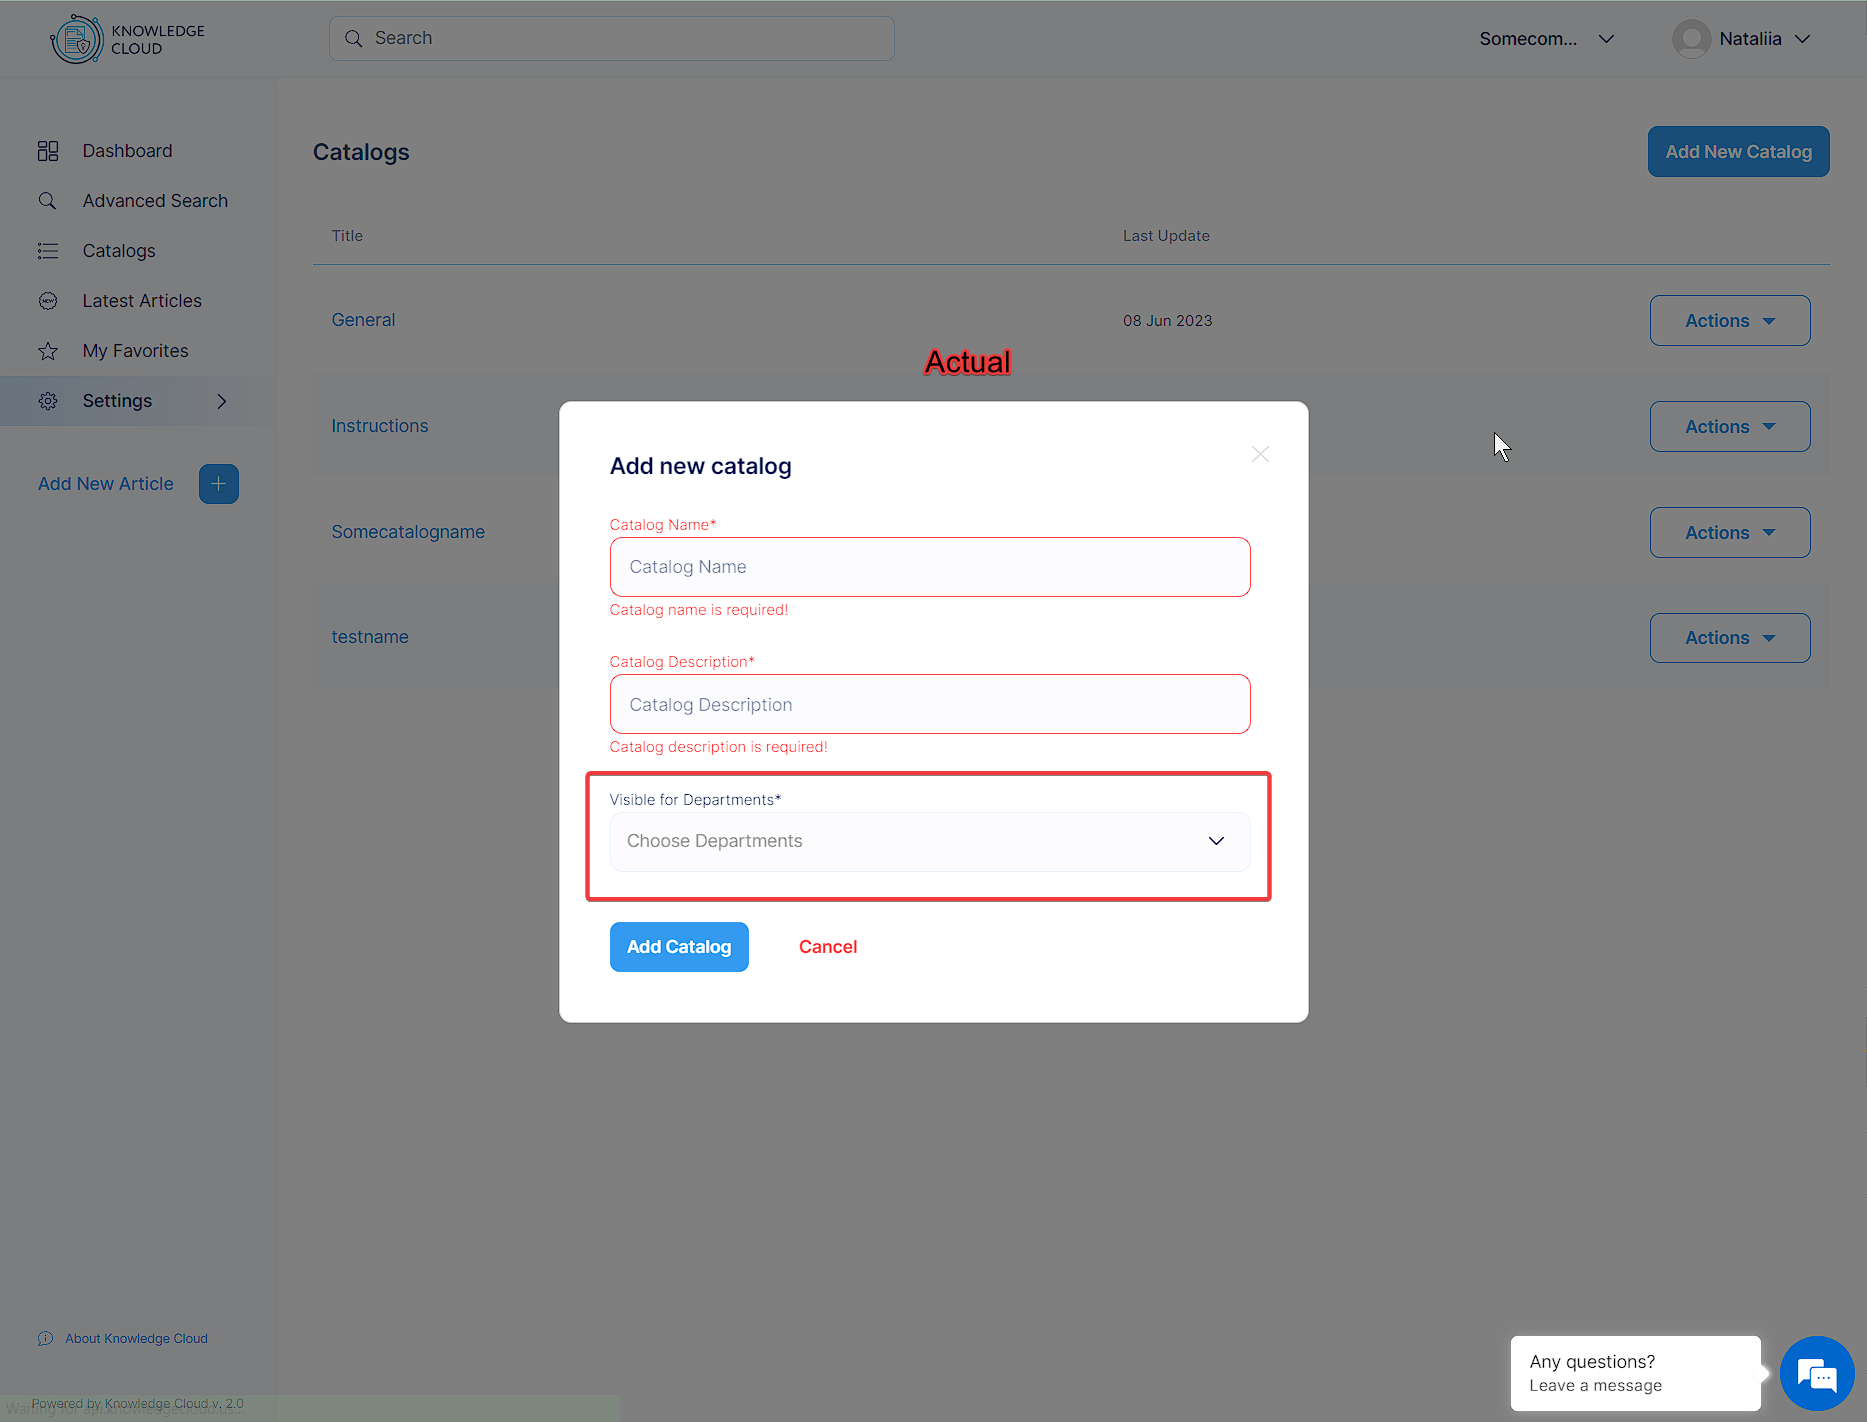 KNOWLEDGE
CLOUD
Search
Somecom...
Nataliia
Dashboard
Advanced Search
Catalogs
Latest Articles
My Favorites
Settings
Add New Article
Catalogs
Add New Catalog
Title
Last Update
General
08 Jun 2023
Actions
Actual
Instructions
Actions
Somecatalogname
Actions
testname
Actions
Add new catalog
Catalog Name*
Catalog Name
Catalog name is required!
Catalog Description*
Catalog Description
Catalog description is required!
Visible for Departments*
Choose Departments
Add Catalog
Cancel
About Knowledge Cloud
Powered by Knowledge Cloud v. 2.0
Waiting for
Any questions?
Leave a message